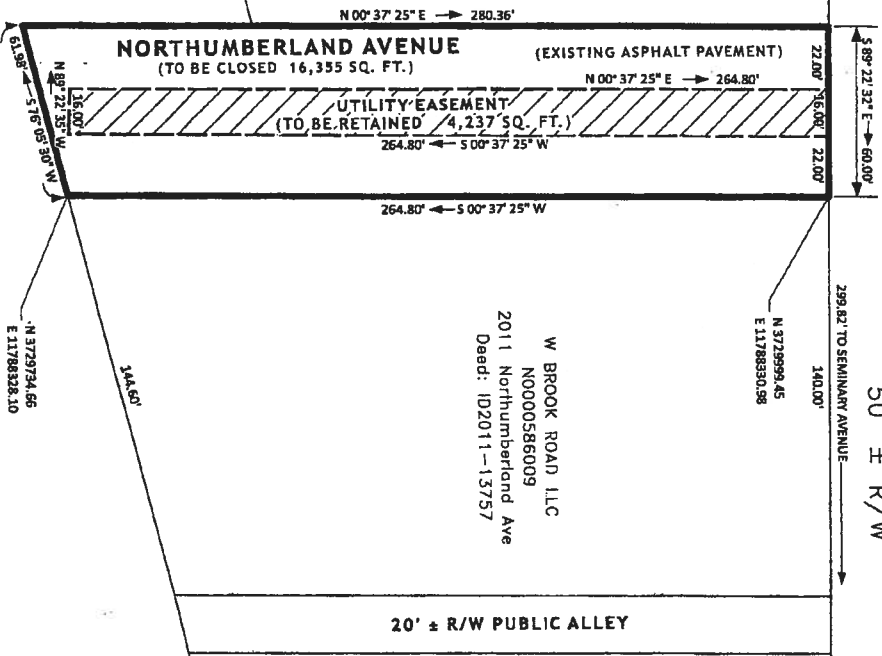 N 00° 37' 25" E → 280.36'
NORTHUMBERLAND AVENUE
(TO BE CLOSED 16,355 SQ. FT.)
(EXISTING ASPHALT PAVEMENT)
N 00° 37' 25" E → 264.80'
UTILITY EASEMENT
(TO BE RETAINED 4,237 SQ. FT.)
264.80' ← S 00° 37' 25" W
264.80' ← S 00° 37' 25" W
61.98' ← S 76° 05' 30" W
N 89° 22' 35" W
16.00'
22.00'
16.00'
22.00'
S 89° 22' 32" E → 60.00'
299.82' TO SEMINARY AVENUE
50 ± R/W
N 3729999.45
E 11788330.98
140.00'
N 3729734.66
E 11788328.10
144.60'
W BROOK ROAD LLC
N0000586009
2011 Northumberland Ave
Deed: ID2011-13757
20' ± R/W PUBLIC ALLEY